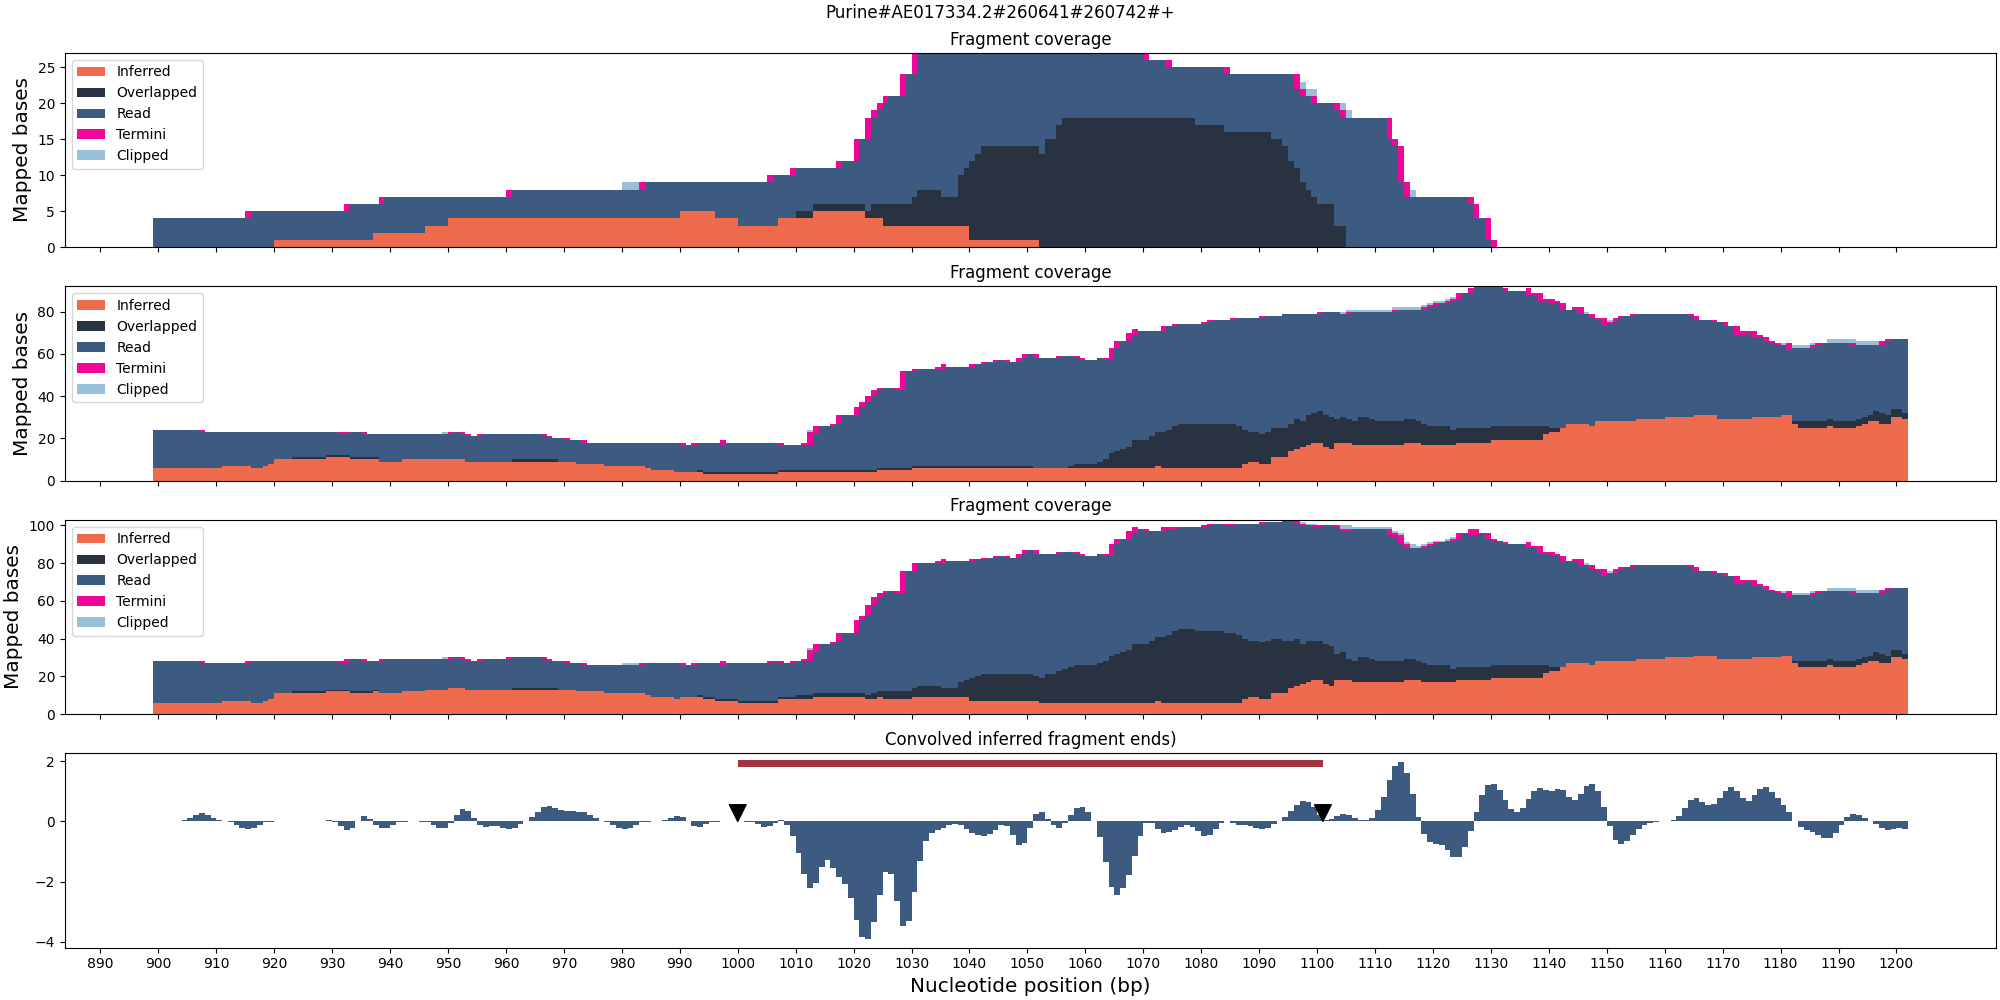 Purine#AE017334.2#260641#260742#+
Fragment coverage
Mapped bases
25
20
15
10
5
0
Inferred
Overlapped
Read
Termini
Clipped
Fragment coverage
Mapped bases
80
60
40
20
0
Inferred
Overlapped
Read
Termini
Clipped
Fragment coverage
Mapped bases
100
80
60
40
20
0
Inferred
Overlapped
Read
Termini
Clipped
Convolved inferred fragment ends)
2
0
−2
−4
890 900 910 920 930 940 950 960 970 980 990 1000 1010 1020 1030 1040 1050 1060 1070 1080 1090 1100 1110 1120 1130 1140 1150 1160 1170 1180 1190 1200
Nucleotide position (bp)